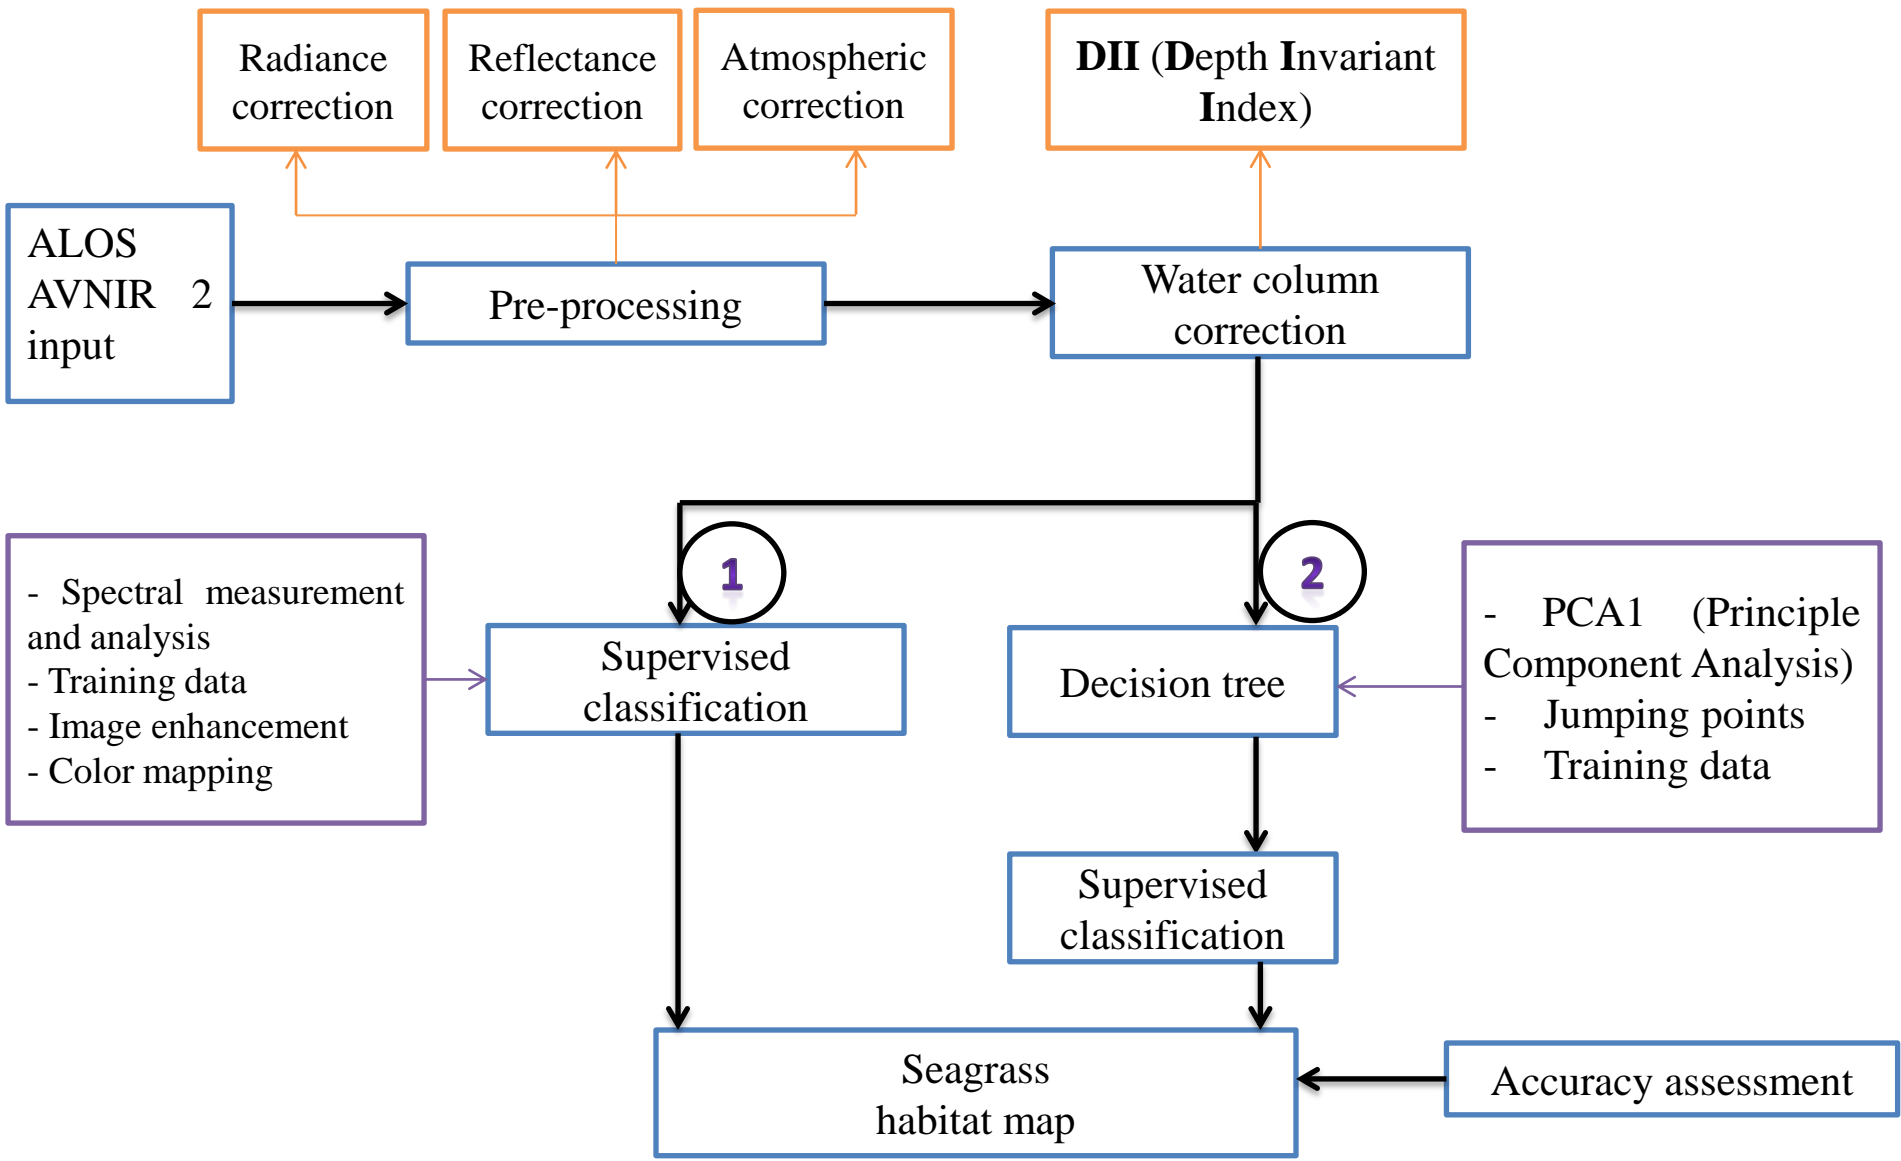 Radiance
correction
Reflectance
correction
Atmospheric
correction
DII (Depth Invariant
Index)
ALOS
AVNIR 2
input
Pre-processing
Water column
correction
1
2
- Spectral measurement
and analysis
- Training data
- Image enhancement
- Color mapping
Supervised
classification
Decision tree
- PCA1 (Principle
Component Analysis)
- Jumping points
- Training data
Supervised
classification
Seagrass
habitat map
Accuracy assessment